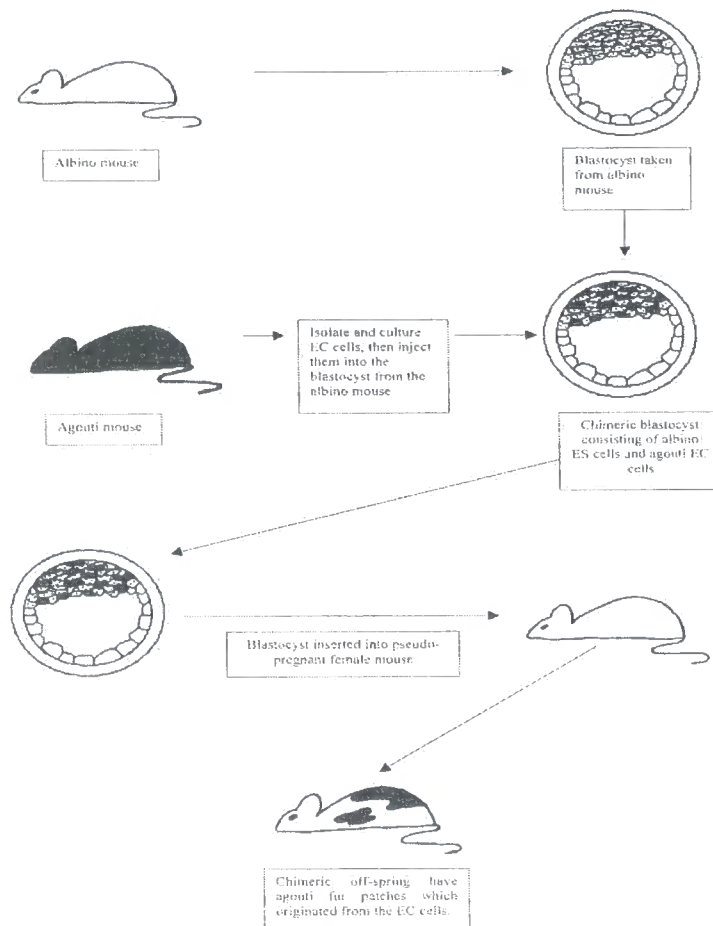 Albino mouse
Blastocyst taken
from albino
mouse
Isolate and culture
EC cells, then inject
them into the
blastocyst from the
albino mouse
Agouti mouse
Chimeric blastocyst
consisting of albino
ES cells and agouti EC
cells
Blastocyst inserted into pseudo-
pregnant female mouse
Chimeric off-spring have
agouti fur patches which
originated from the EC cells.